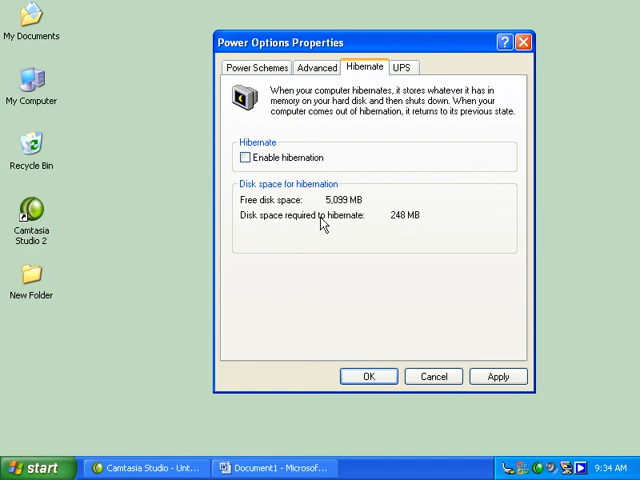 My Documents
My Computer
Recycle Bin
Camtasia
Studio 2
New Folder
Power Options Properties
Power Schemes
Advanced
Hibernate
UPS
When your computer hibernates, it stores whatever it has in
memory on your hard disk and then shuts down. When your
computer comes out of hibernation, it returns to its previous state.
Hibernate
Enable hibernation
Disk space for hibernation
Free disk space: 5,099 MB
Disk space required to hibernate: 248 MB
OK
Cancel
Apply
start
Camtasia Studio - Unt...
Document1 - Microsof...
9:34 AM